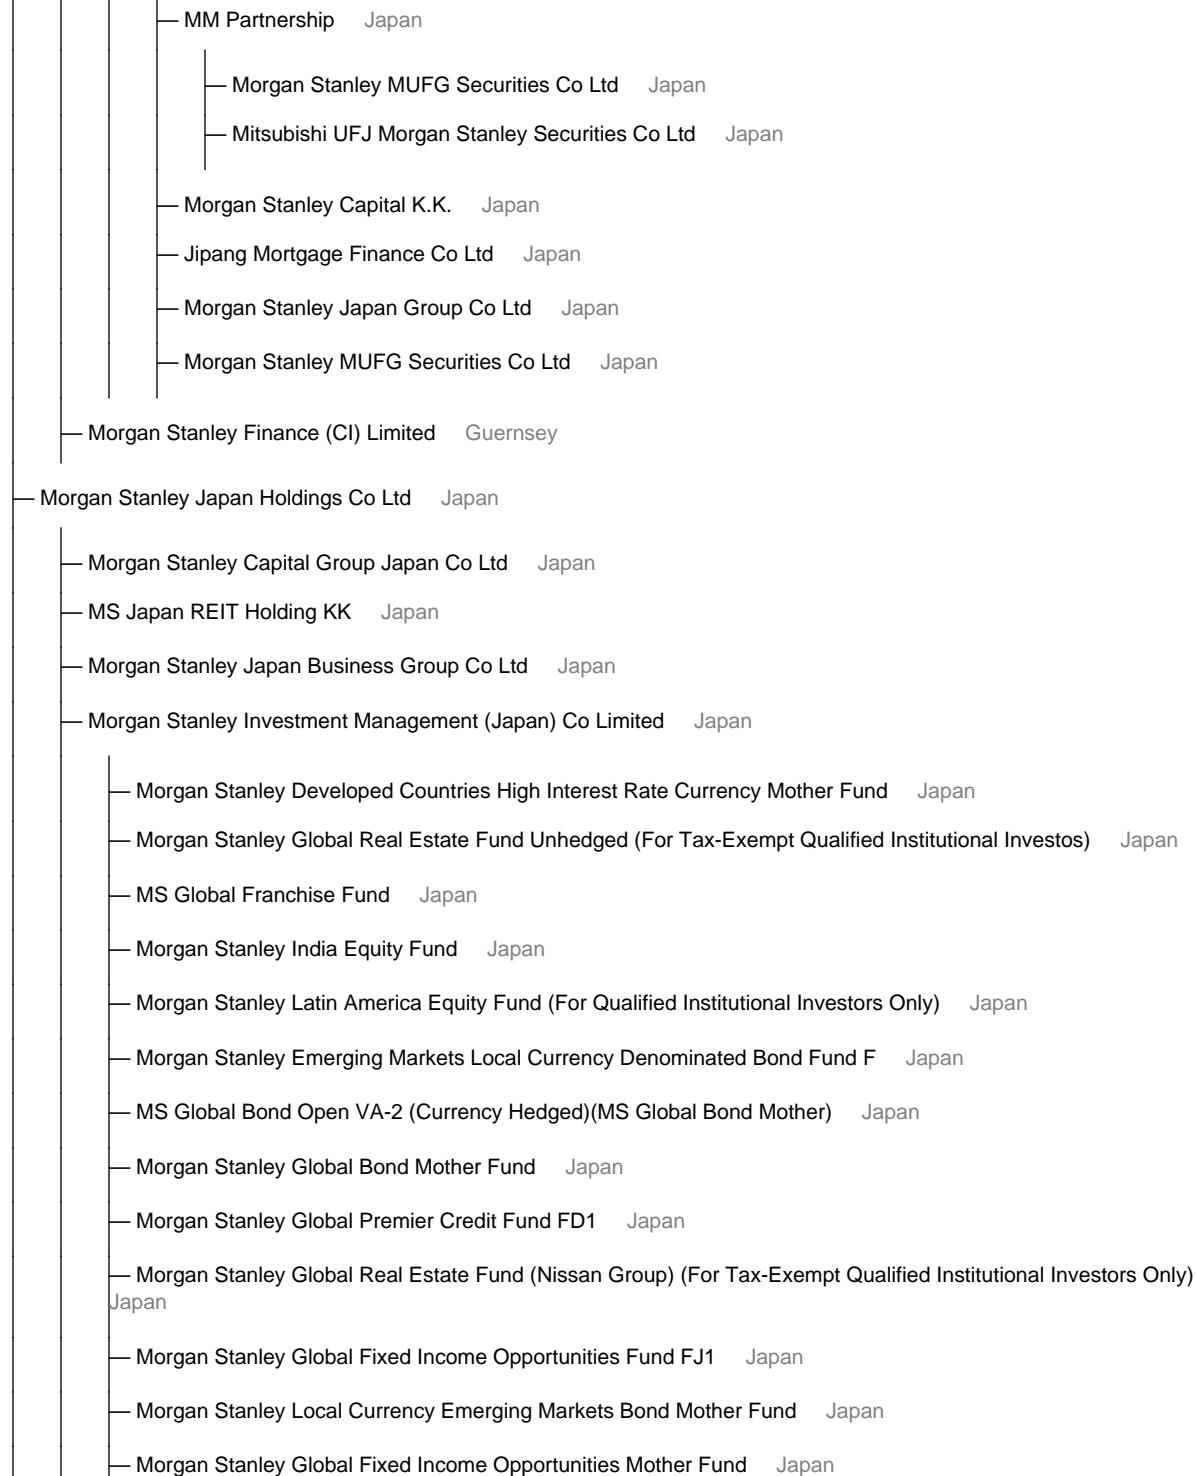 MM Partnership Japan
Morgan Stanley MUFG Securities Co Ltd Japan
Mitsubishi UFJ Morgan Stanley Securities Co Ltd Japan
Morgan Stanley Capital K.K. Japan
Jipang Mortgage Finance Co Ltd Japan
Morgan Stanley Japan Group Co Ltd Japan
Morgan Stanley MUFG Securities Co Ltd Japan
Morgan Stanley Finance (CI) Limited Guernsey
Morgan Stanley Japan Holdings Co Ltd Japan
Morgan Stanley Capital Group Japan Co Ltd Japan
MS Japan REIT Holding KK Japan
Morgan Stanley Japan Business Group Co Ltd Japan
Morgan Stanley Investment Management (Japan) Co Limited Japan
Morgan Stanley Developed Countries High Interest Rate Currency Mother Fund Japan
Morgan Stanley Global Real Estate Fund Unhedged (For Tax-Exempt Qualified Institutional Investos) Japan
MS Global Franchise Fund Japan
Morgan Stanley India Equity Fund Japan
Morgan Stanley Latin America Equity Fund (For Qualified Institutional Investors Only) Japan
Morgan Stanley Emerging Markets Local Currency Denominated Bond Fund F Japan
MS Global Bond Open VA-2 (Currency Hedged)(MS Global Bond Mother) Japan
Morgan Stanley Global Bond Mother Fund Japan
Morgan Stanley Global Premier Credit Fund FD1 Japan
Morgan Stanley Global Real Estate Fund (Nissan Group) (For Tax-Exempt Qualified Institutional Investors Only)
Japan
Morgan Stanley Global Fixed Income Opportunities Fund FJ1 Japan
Morgan Stanley Local Currency Emerging Markets Bond Mother Fund Japan
Morgan Stanley Global Fixed Income Opportunities Mother Fund Japan